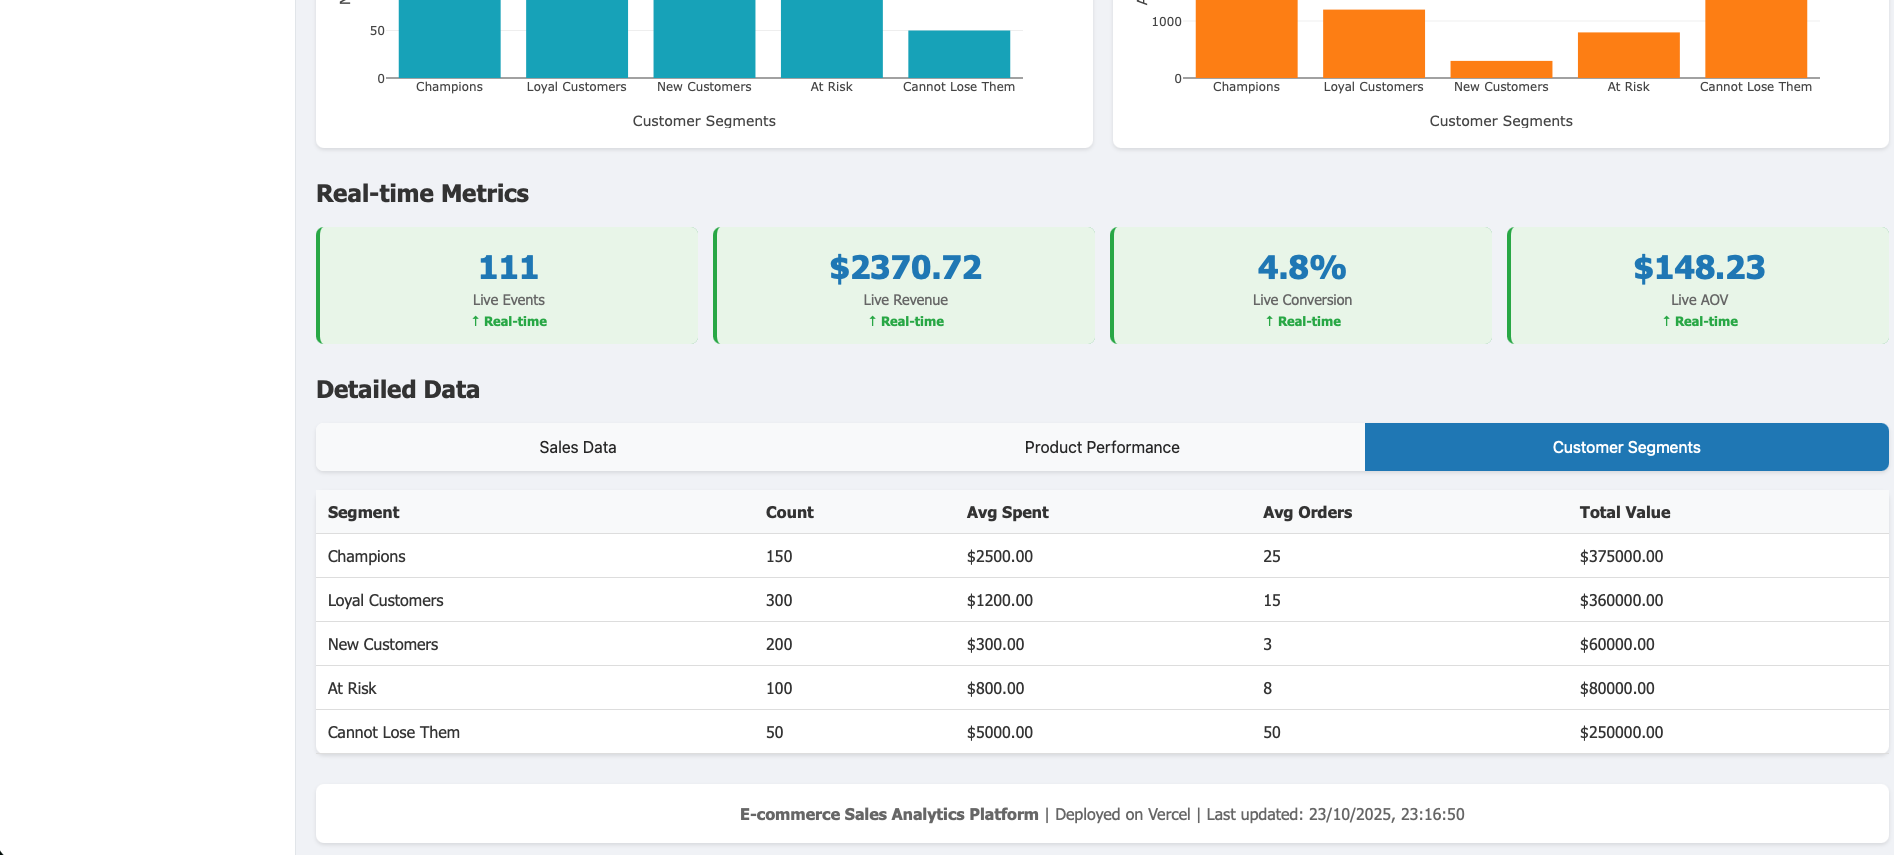 50
0
Champions Loyal Customers New Customers At Risk Cannot Lose Them
Customer Segments
1000
0
Champions Loyal Customers New Customers At Risk Cannot Lose Them
Customer Segments
Real-time Metrics
111
Live Events
↑ Real-time
$2370.72
Live Revenue
↑ Real-time
4.8%
Live Conversion
↑ Real-time
$148.23
Live AOV
↑ Real-time
Detailed Data
Sales Data Product Performance Customer Segments
Segment Count Avg Spent Avg Orders Total Value
Champions 150 $2500.00 25 $375000.00
Loyal Customers 300 $1200.00 15 $360000.00
New Customers 200 $300.00 3 $60000.00
At Risk 100 $800.00 8 $80000.00
Cannot Lose Them 50 $5000.00 50 $250000.00
E-commerce Sales Analytics Platform | Deployed on Vercel | Last updated: 23/10/2025, 23:16:50